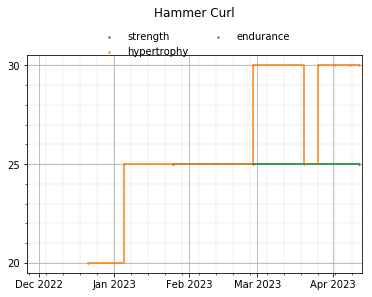 Hammer Curl
strength endurance
hypertrophy
30
25
20
Dec 2022 Jan 2023 Feb 2023 Mar 2023 Apr 2023